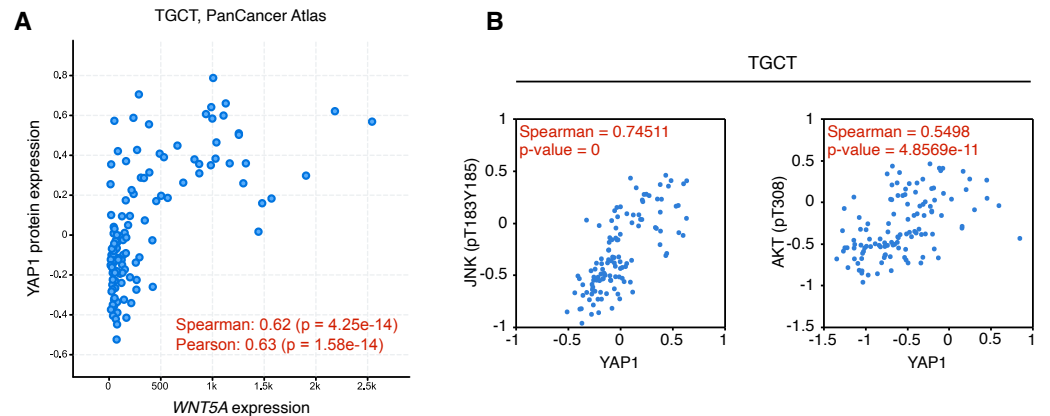 A
TGCT, PanCancer Atlas
YAP1 protein expression
0.8
0.6
0.4
0.2
0
-0.2
-0.4
-0.6
Spearman: 0.62 (p = 4.25e-14)
Pearson: 0.63 (p = 1.58e-14)
0 500 1k 1.5k 2k 2.5k
WNT5A expression
B
TGCT
JNK (pT183Y185)
1
0.5
0
-0.5
-1
Spearman = 0.74511
p-value = 0
-1 -0.5 0 0.5 1
YAP1
AKT (pT308)
1
0.5
0
-0.5
-1
-1.5
Spearman = 0.5498
p-value = 4.8569e-11
-1.5 -1 -0.5 0 0.5 1
YAP1